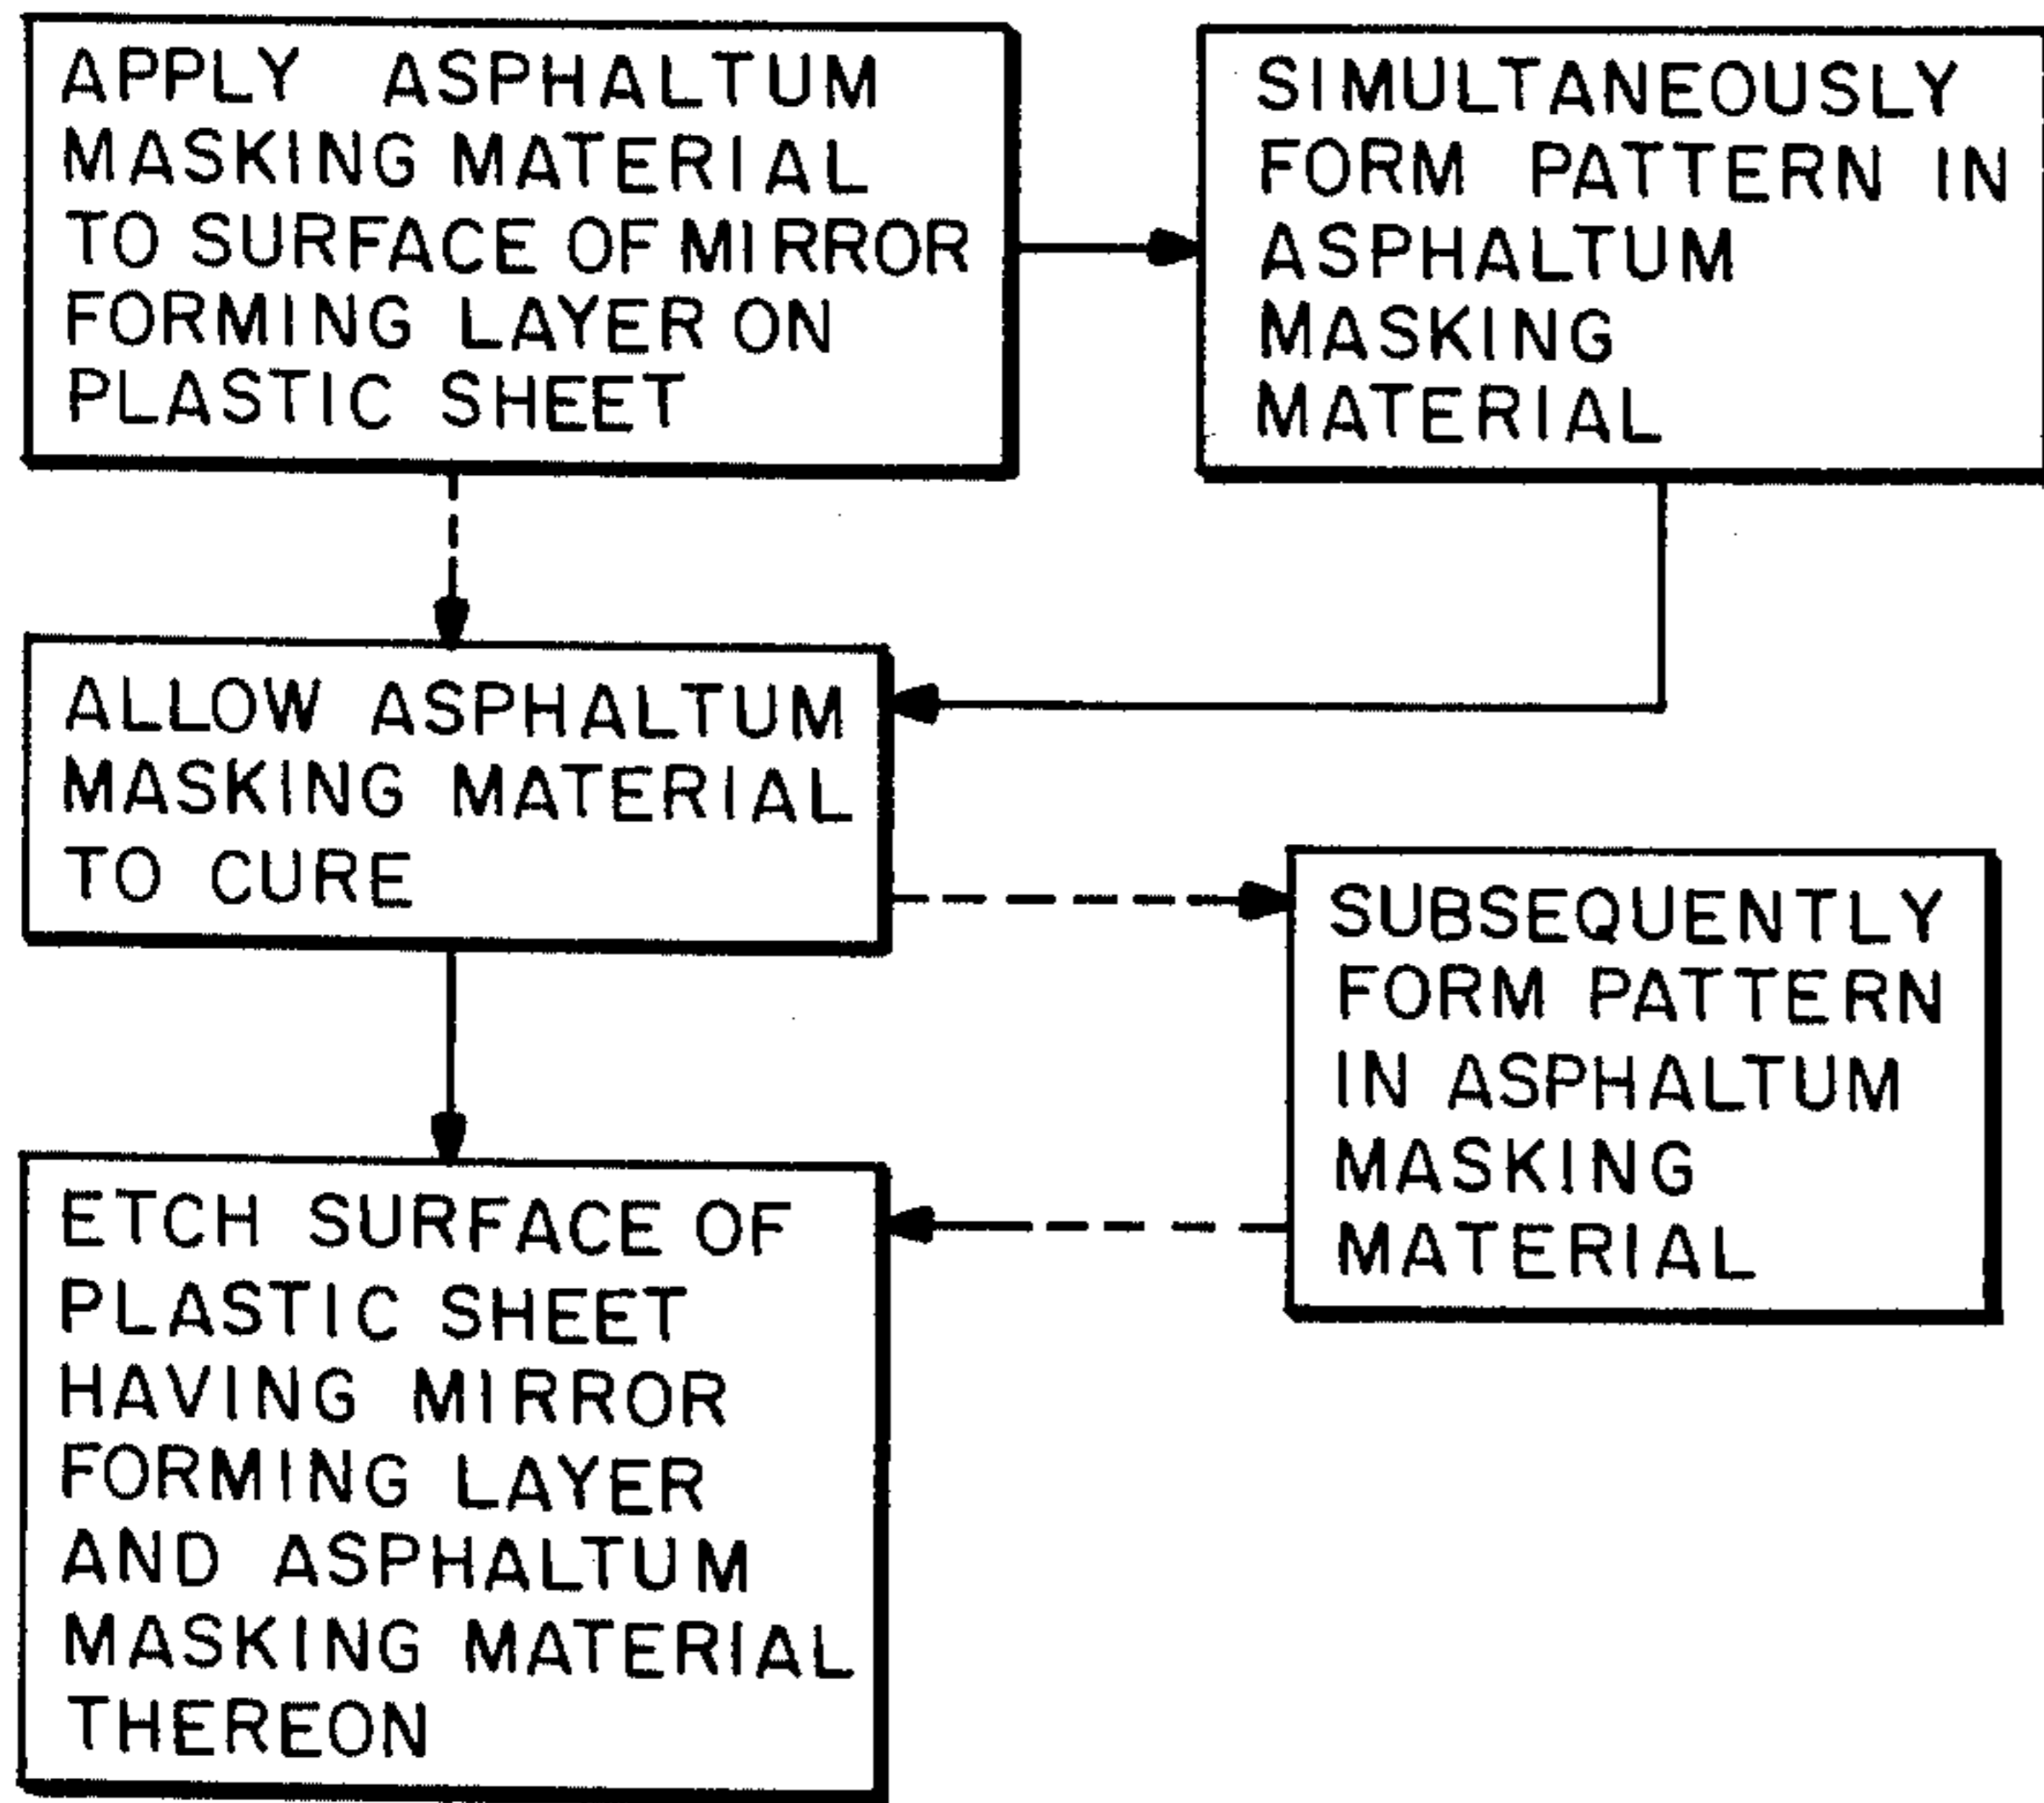 APPLY ASPHALTUM
MASKING MATERIAL
TO SURFACE OF MIRROR
FORMING LAYER ON
PLASTIC SHEET
SIMULTANEOUSLY
FORM PATTERN IN
ASPHALTUM
MASKING
MATERIAL
ALLOW ASPHALTUM
MASKING MATERIAL
TO CURE
SUBSEQUENTLY
FORM PATTERN
IN ASPHALTUM
MASKING
MATERIAL
ETCH SURFACE OF
PLASTIC SHEET
HAVING MIRROR
FORMING LAYER
AND ASPHALTUM
MASKING MATERIAL
THEREON